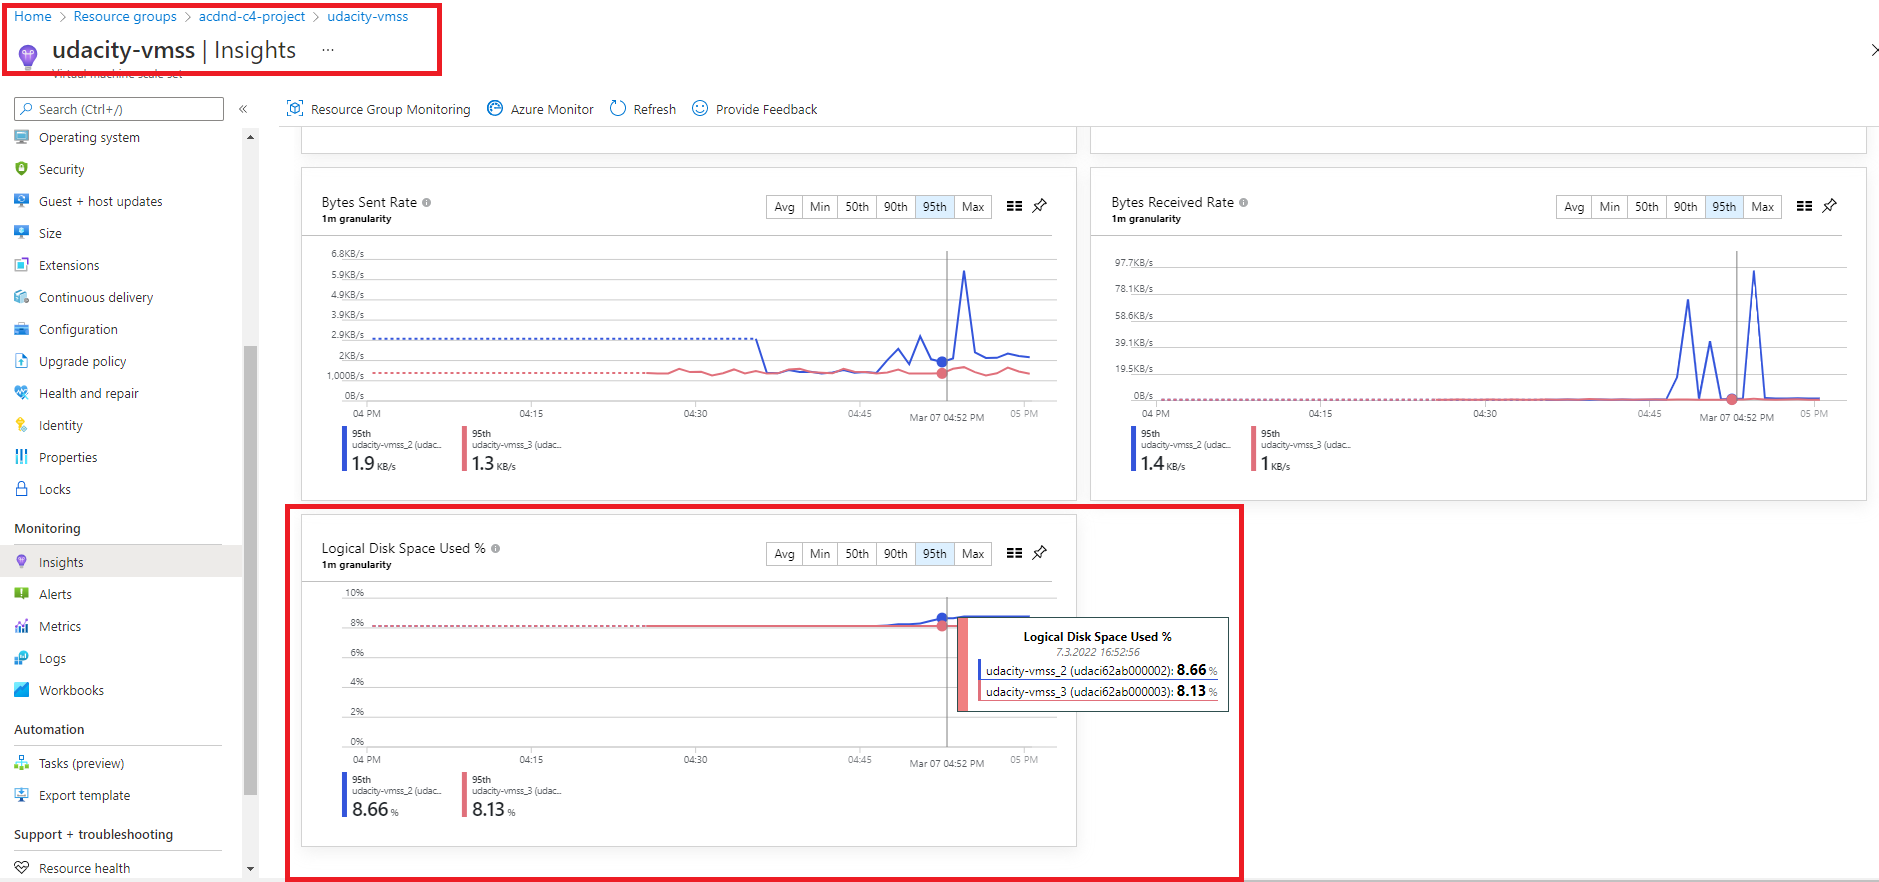 Home > Resource groups > acdnd-c4-project > udacity-vmss
udacity-vmss | Insights ...
Virtual machine scale set
Search (Ctrl+/)
«
Operating system
Security
Guest + host updates
Size
Extensions
Continuous delivery
Configuration
Upgrade policy
Health and repair
Identity
Properties
Locks
Monitoring
Insights
Alerts
Metrics
Logs
Workbooks
Automation
Tasks (preview)
Export template
Support + troubleshooting
Resource health
Resource Group Monitoring Azure Monitor Refresh Provide Feedback
Bytes Sent Rate
1m granularity
Avg Min 50th 90th 95th Max
6.8KB/s
5.9KB/s
4.9KB/s
3.9KB/s
2.9KB/s
2KB/s
1,000B/s
0B/s
04 PM 04:15 04:30 04:45 Mar 07 04:52 PM 05 PM
95th
udacity-vmss_2 (udac...
1.9 KB/s
95th
udacity-vmss_3 (udac...
1.3 KB/s
Bytes Received Rate
1m granularity
Avg Min 50th 90th 95th Max
97.7KB/s
78.1KB/s
58.6KB/s
39.1KB/s
19.5KB/s
0B/s
04 PM 04:15 04:30 04:45 Mar 07 04:52 PM 05 PM
95th
udacity-vmss_2 (udac...
1.4 KB/s
95th
udacity-vmss_3 (udac...
1 KB/s
Logical Disk Space Used %
1m granularity
Avg Min 50th 90th 95th Max
10%
8%
6%
4%
2%
0%
04 PM 04:15 04:30 04:45 Mar 07 04:52 PM 05 PM
Logical Disk Space Used %
7.3.2022 16:52:56
udacity-vmss_2 (udaci62ab000002): 8.66 %
udacity-vmss_3 (udaci62ab000003): 8.13 %
95th
udacity-vmss_2 (udac...
8.66 %
95th
udacity-vmss_3 (udac...
8.13 %